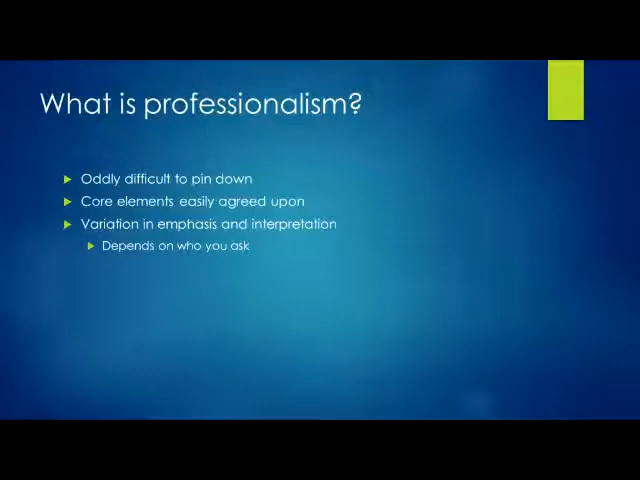 What is professionalism?
Oddly difficult to pin down
Core elements easily agreed upon
Variation in emphasis and interpretation
Depends on who you ask